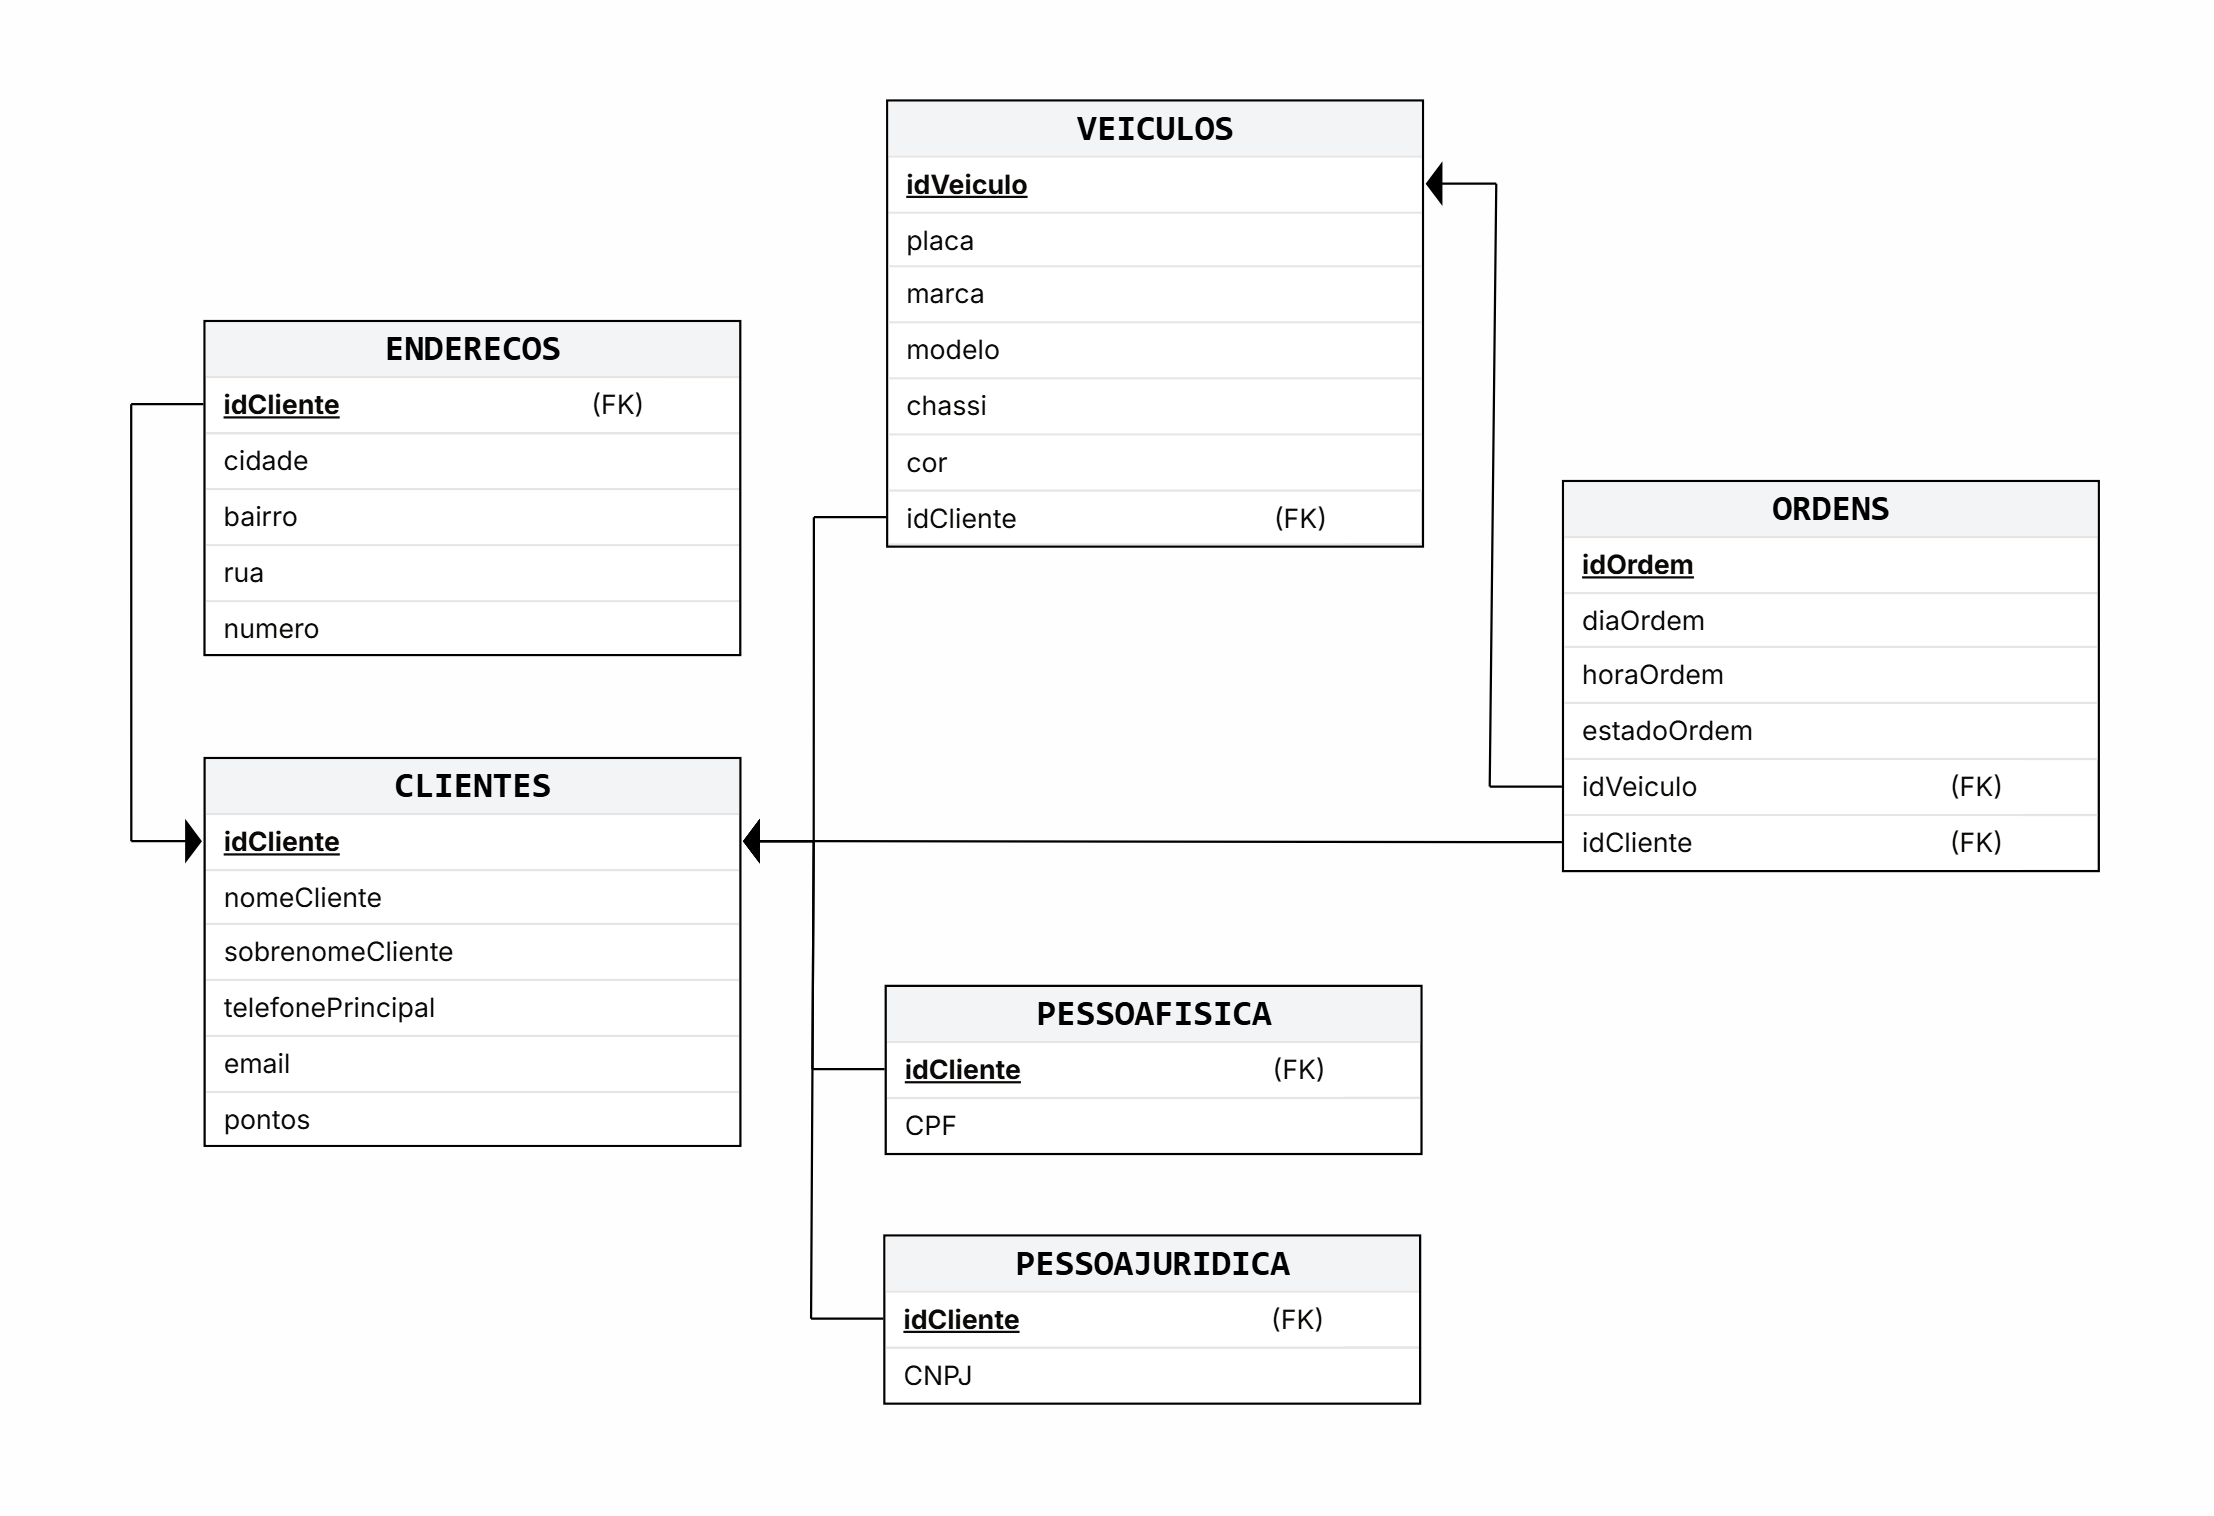 VEICULOS
idVeiculo
placa
marca
modelo
chassi
cor
idCliente (FK)
ENDERECOS
idCliente (FK)
cidade
bairro
rua
numero
ORDENS
idOrdem
diaOrdem
horaOrdem
estadoOrdem
idVeiculo (FK)
idCliente (FK)
CLIENTES
idCliente
nomeCliente
sobrenomeCliente
telefonePrincipal
email
pontos
PESSOAFISICA
idCliente (FK)
CPF
PESSOAJURIDICA
idCliente (FK)
CNPJ